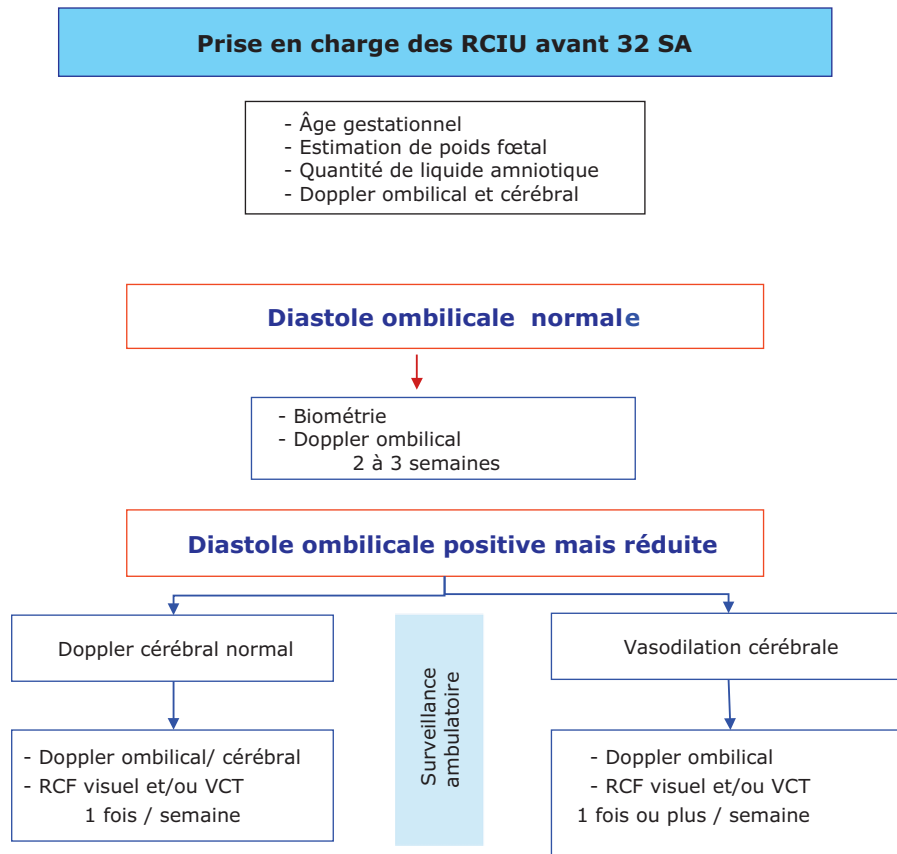 Prise en charge des RCIU avant 32 SA
- Âge gestationnel
- Estimation de poids fœtal
- Quantité de liquide amniotique
- Doppler ombilical et cérébral
Diastole ombilicale normale
- Biométrie
- Doppler ombilical
2 à 3 semaines
Diastole ombilicale positive mais réduite
Doppler cérébral normal
- Doppler ombilical/ cérébral
- RCF visuel et/ou VCT
1 fois / semaine
Surveillance
ambulatoire
Vasodilation cérébrale
- Doppler ombilical
- RCF visuel et/ou VCT
1 fois ou plus / semaine